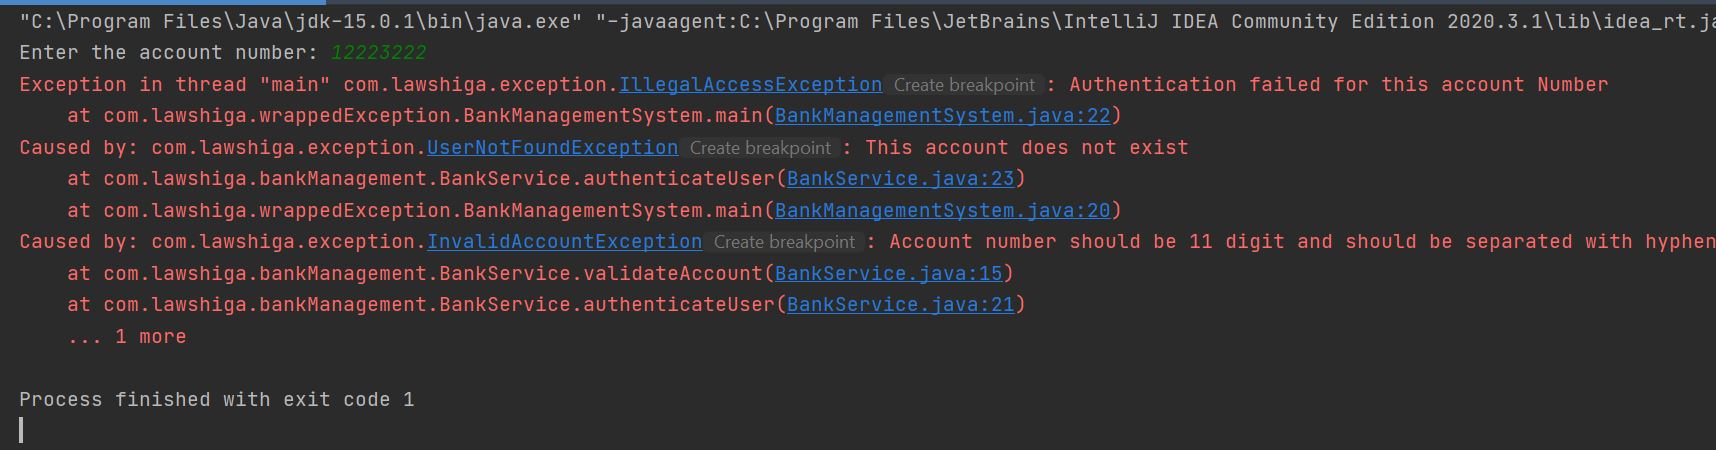 "C:\Program Files\Java\jdk-15.0.1\bin\java.exe" "-javaagent:C:\Program Files\JetBrains\IntelliJ IDEA Community Edition 2020.3.1\lib\idea_rt.ja
Enter the account number: 12223222
Exception in thread "main" com.lawshiga.exception.IllegalAccessException Create breakpoint : Authentication failed for this account Number
    at com.lawshiga.wrappedException.BankManagementSystem.main(BankManagementSystem.java:22)
Caused by: com.lawshiga.exception.UserNotFoundException Create breakpoint : This account does not exist
    at com.lawshiga.bankManagement.BankService.authenticateUser(BankService.java:23)
    at com.lawshiga.wrappedException.BankManagementSystem.main(BankManagementSystem.java:20)
Caused by: com.lawshiga.exception.InvalidAccountException Create breakpoint : Account number should be 11 digit and should be separated with hyphen
    at com.lawshiga.bankManagement.BankService.validateAccount(BankService.java:15)
    at com.lawshiga.bankManagement.BankService.authenticateUser(BankService.java:21)
    ... 1 more
Process finished with exit code 1